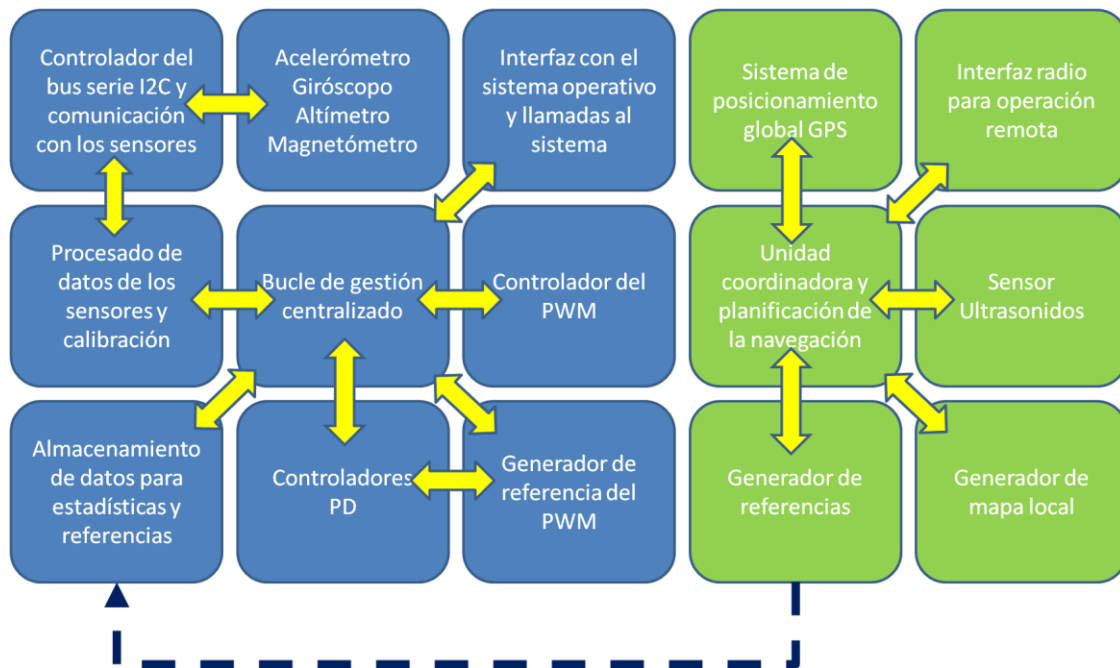 Controlador del
bus serie I2C y
comunicación
con los sensores
Acelerómetro
Giróscopo
Altímetro
Magnetómetro
Interfaz con el
sistema operativo
y llamadas al
sistema
Sistema de
posicionamiento
global GPS
Interfaz radio
para operación
remota
Procesado de
datos de los
sensores y
calibración
Bucle de gestión
centralizado
Controlador del
PWM
Unidad
coordinadora y
planificación de
la navegación
Sensor
Ultrasonidos
Almacenamiento
de datos para
estadísticas y
referencias
Controladores
PD
Generador de
referencia del
PWM
Generador de
referencias
Generador de
mapa local